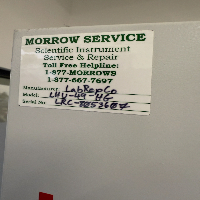 MORROW SERVICE
Scientific Instrument
Service & Repair
Toll Free Helpline:
1-877-MORROWS
1-877-667-7697
Manufacturer: LabRepCo
Model:
Serial No: